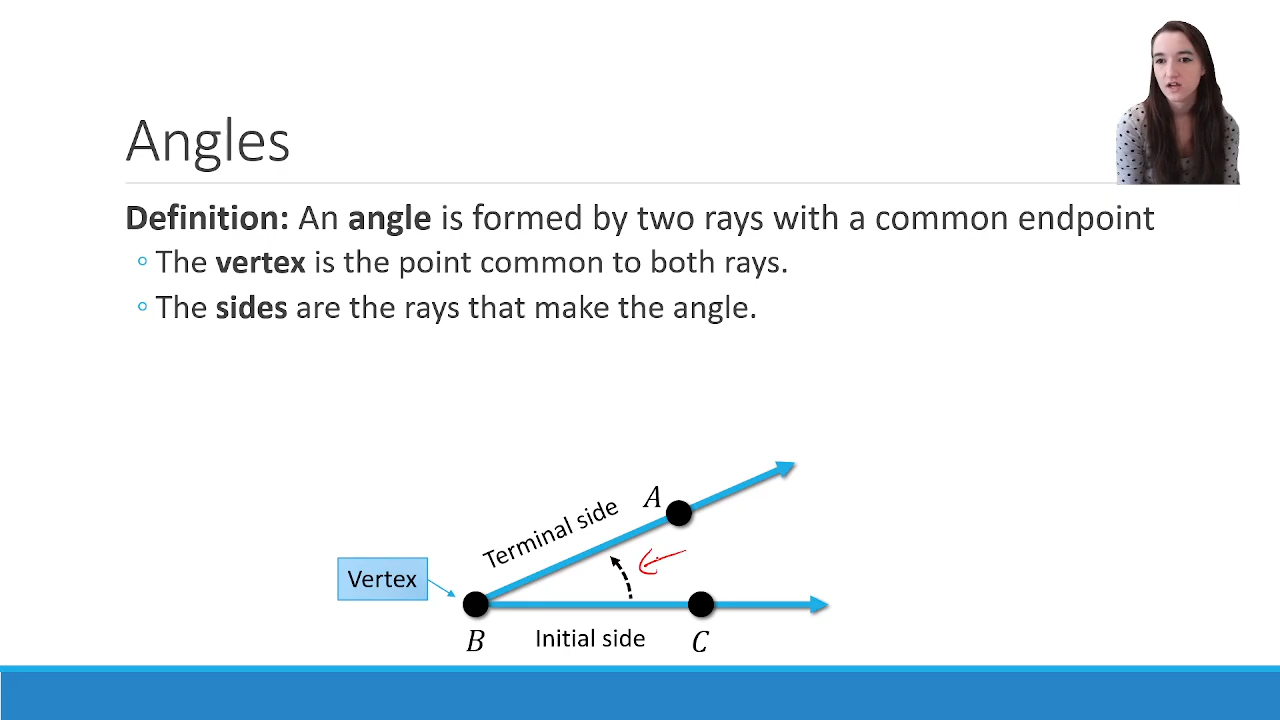 Angles
Definition: An angle is formed by two rays with a common endpoint
◦ The vertex is the point common to both rays.
◦ The sides are the rays that make the angle.
Terminal side
A
Vertex
B
Initial side
C